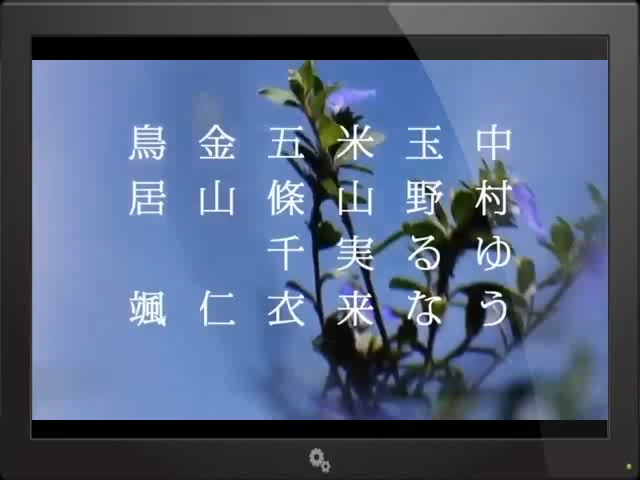 中村ゆう
玉野るな
米山実来
五條千衣
金山仁
鳥居颯